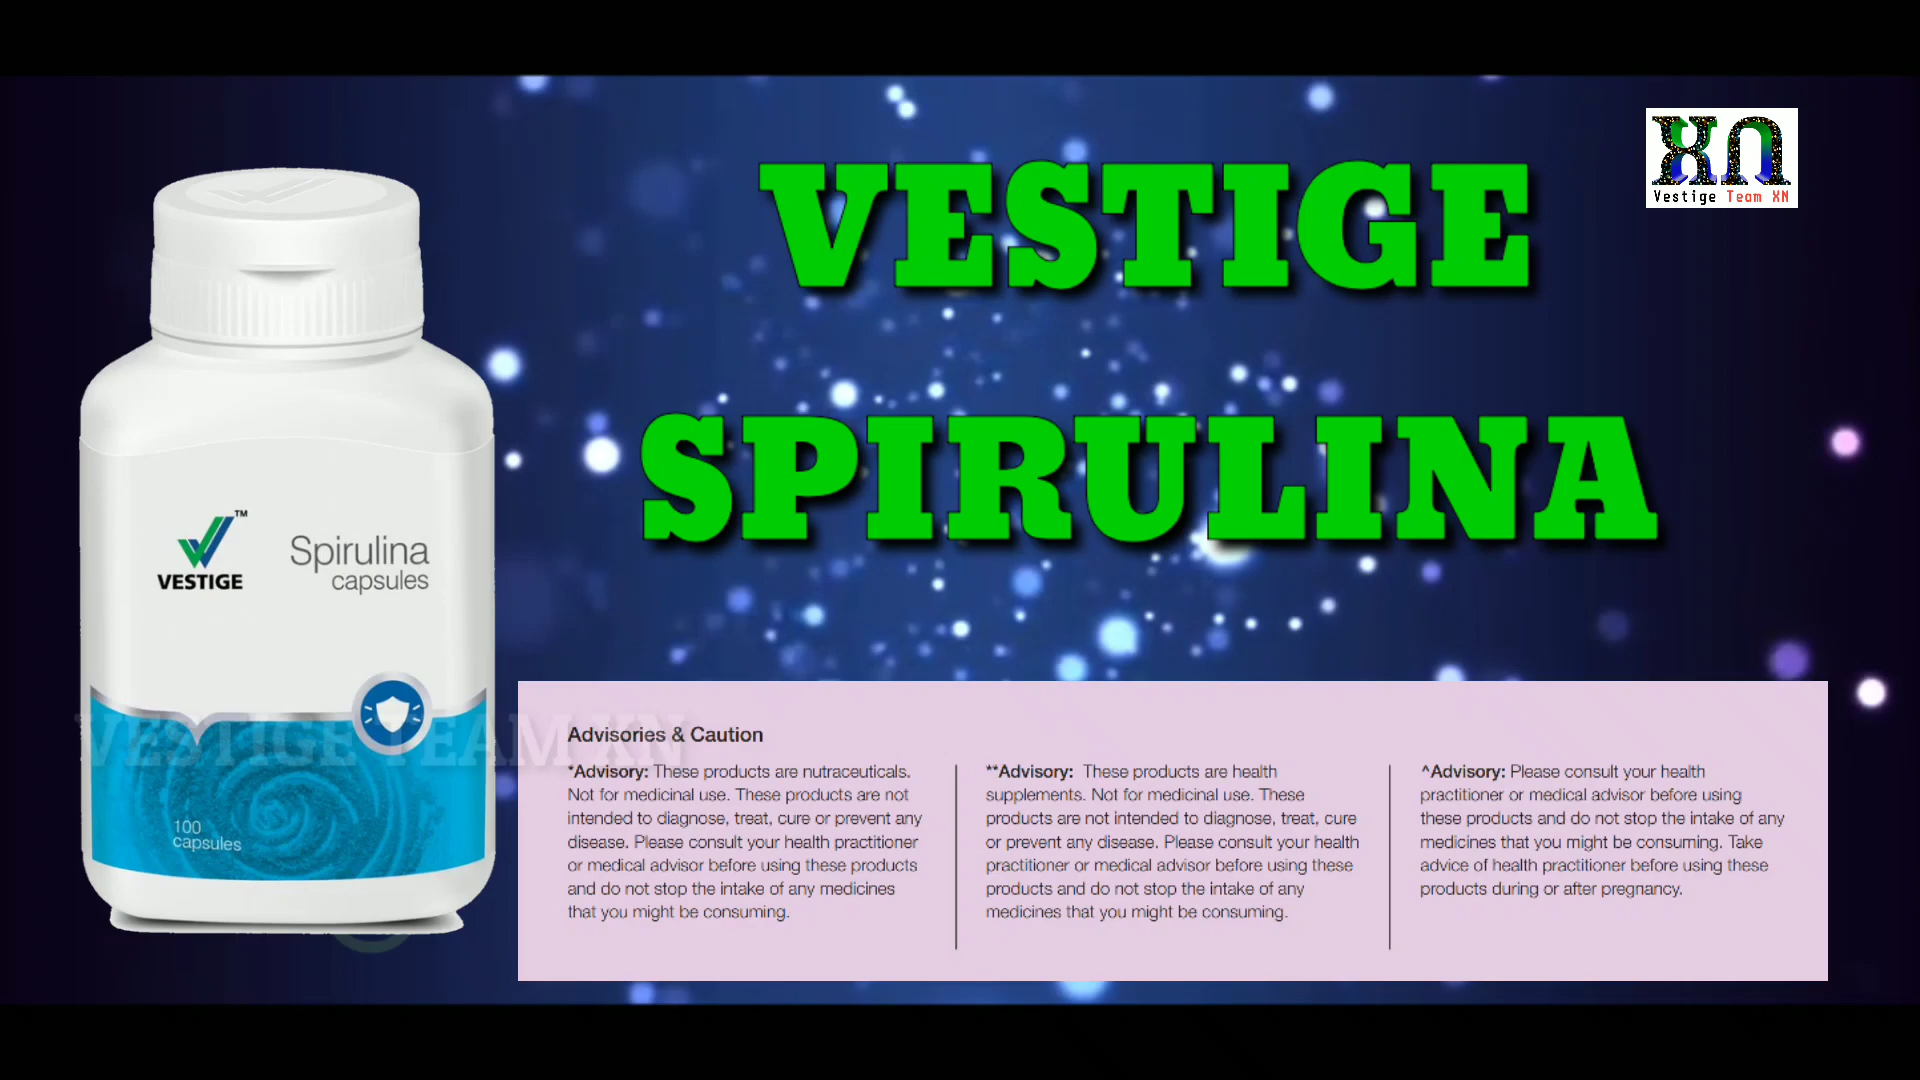 VESTIGE
SPIRULINA
XN
Vestige Team XN
TM
VESTIGE
Spirulina
capsules
100
capsules
VESTIGE TEAM XN
Advisories & Caution
*Advisory: These products are nutraceuticals.
Not for medicinal use. These products are not
intended to diagnose, treat, cure or prevent any
disease. Please consult your health practitioner
or medical advisor before using these products
and do not stop the intake of any medicines
that you might be consuming.
**Advisory: These products are health
supplements. Not for medicinal use. These
products are not intended to diagnose, treat, cure
or prevent any disease. Please consult your health
practitioner or medical advisor before using these
products and do not stop the intake of any
medicines that you might be consuming.
^Advisory: Please consult your health
practitioner or medical advisor before using
these products and do not stop the intake of any
medicines that you might be consuming. Take
advice of health practitioner before using these
products during or after pregnancy.